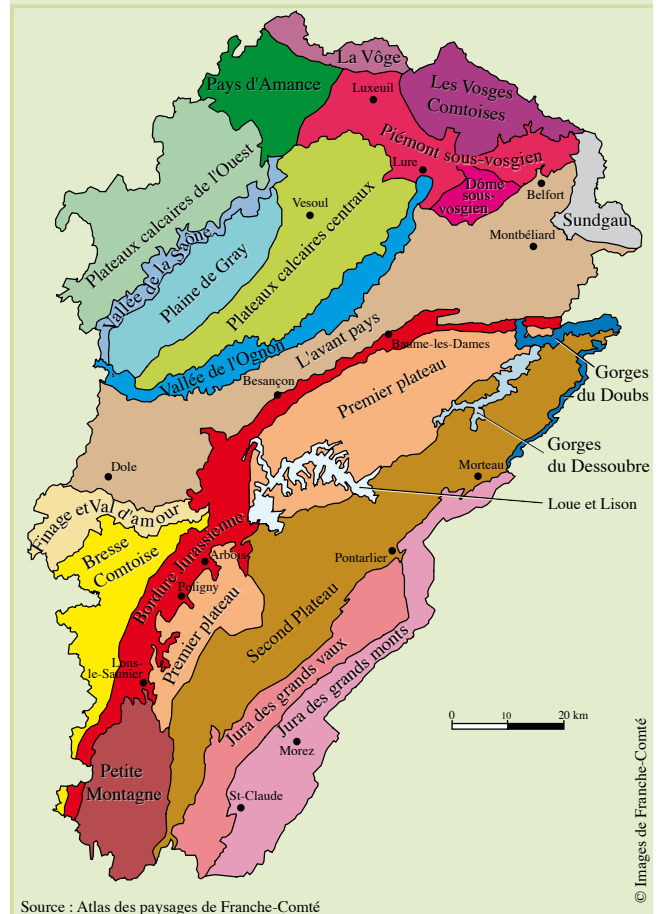 La Vôge
Pays d'Amance
Luxeuil
Les Vosges
Comtoises
Piémont sous-vosgien
Plateaux calcaires de l'Ouest
Lure
Dôme
sous-
vosgien
Belfort
Vesoul
Sundgau
Vallée de la Saône
Plateaux calcaires centraux
Montbéliard
Plaine de Gray
L'avant pays
Vallée de l'Ognon
Baume-les-Dames
Besançon
Premier plateau
Gorges
du Doubs
Gorges
du Dessoubre
Dole
Morteau
Loue et Lison
Finage et Val d'amour
Bresse
Comtoise
Bordure Jurassienne
Arbois
Pontarlier
Poligny
Premier plateau
Second Plateau
Lons-
le-Saunier
Jura des grands vaux
Jura des grands monts
0 10 20 km
Morez
Petite
Montagne
St-Claude
© Images de Franche-Comté
Source : Atlas des paysages de Franche-Comté